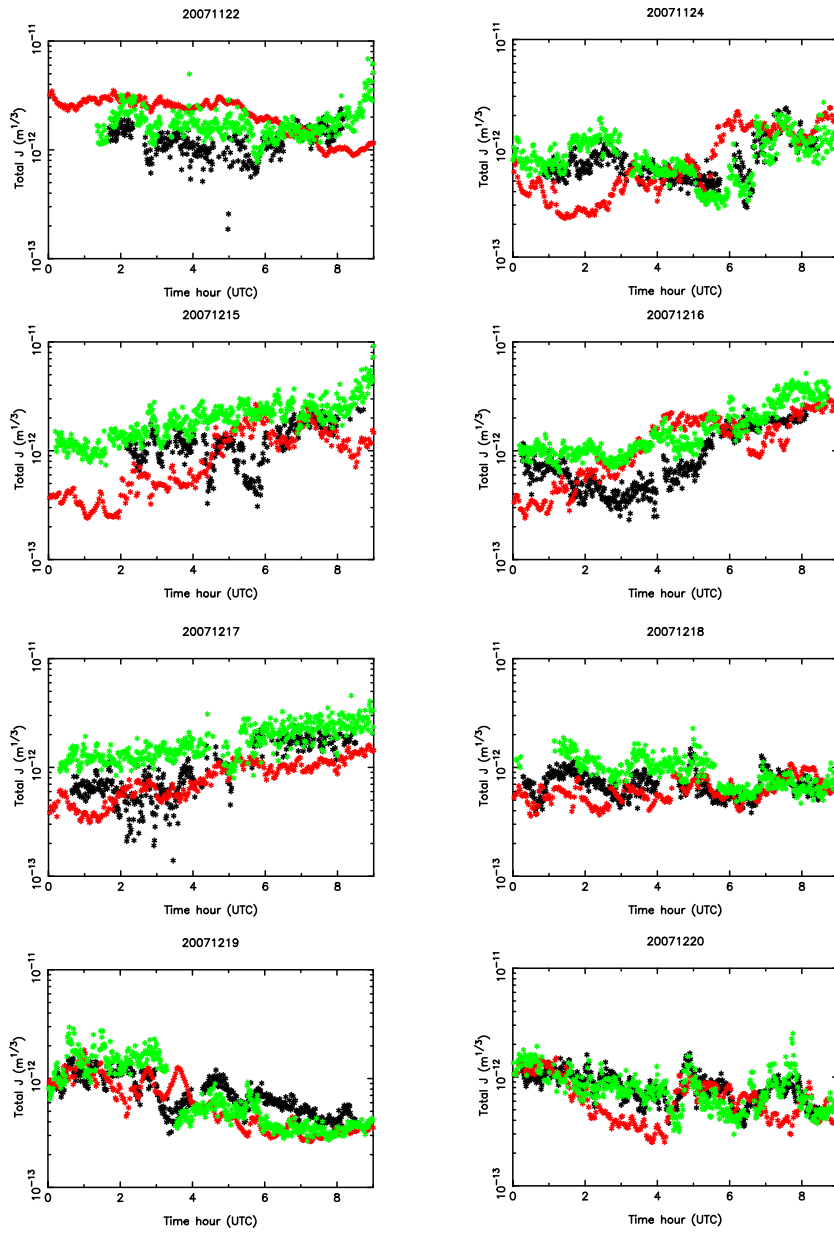 20071122
10⁻¹¹
10⁻¹²
10⁻¹³
Total J (m^1/3)
0 2 4 6 8
Time hour (UTC)
20071124
10⁻¹¹
10⁻¹²
10⁻¹³
Total J (m^1/3)
0 2 4 6 8
Time hour (UTC)
20071215
10⁻¹¹
10⁻¹²
10⁻¹³
Total J (m^1/3)
0 2 4 6 8
Time hour (UTC)
20071216
10⁻¹¹
10⁻¹²
10⁻¹³
Total J (m^1/3)
0 2 4 6 8
Time hour (UTC)
20071217
10⁻¹¹
10⁻¹²
10⁻¹³
Total J (m^1/3)
0 2 4 6 8
Time hour (UTC)
20071218
10⁻¹¹
10⁻¹²
10⁻¹³
Total J (m^1/3)
0 2 4 6 8
Time hour (UTC)
20071219
10⁻¹¹
10⁻¹²
10⁻¹³
Total J (m^1/3)
0 2 4 6 8
Time hour (UTC)
20071220
10⁻¹¹
10⁻¹²
10⁻¹³
Total J (m^1/3)
0 2 4 6 8
Time hour (UTC)